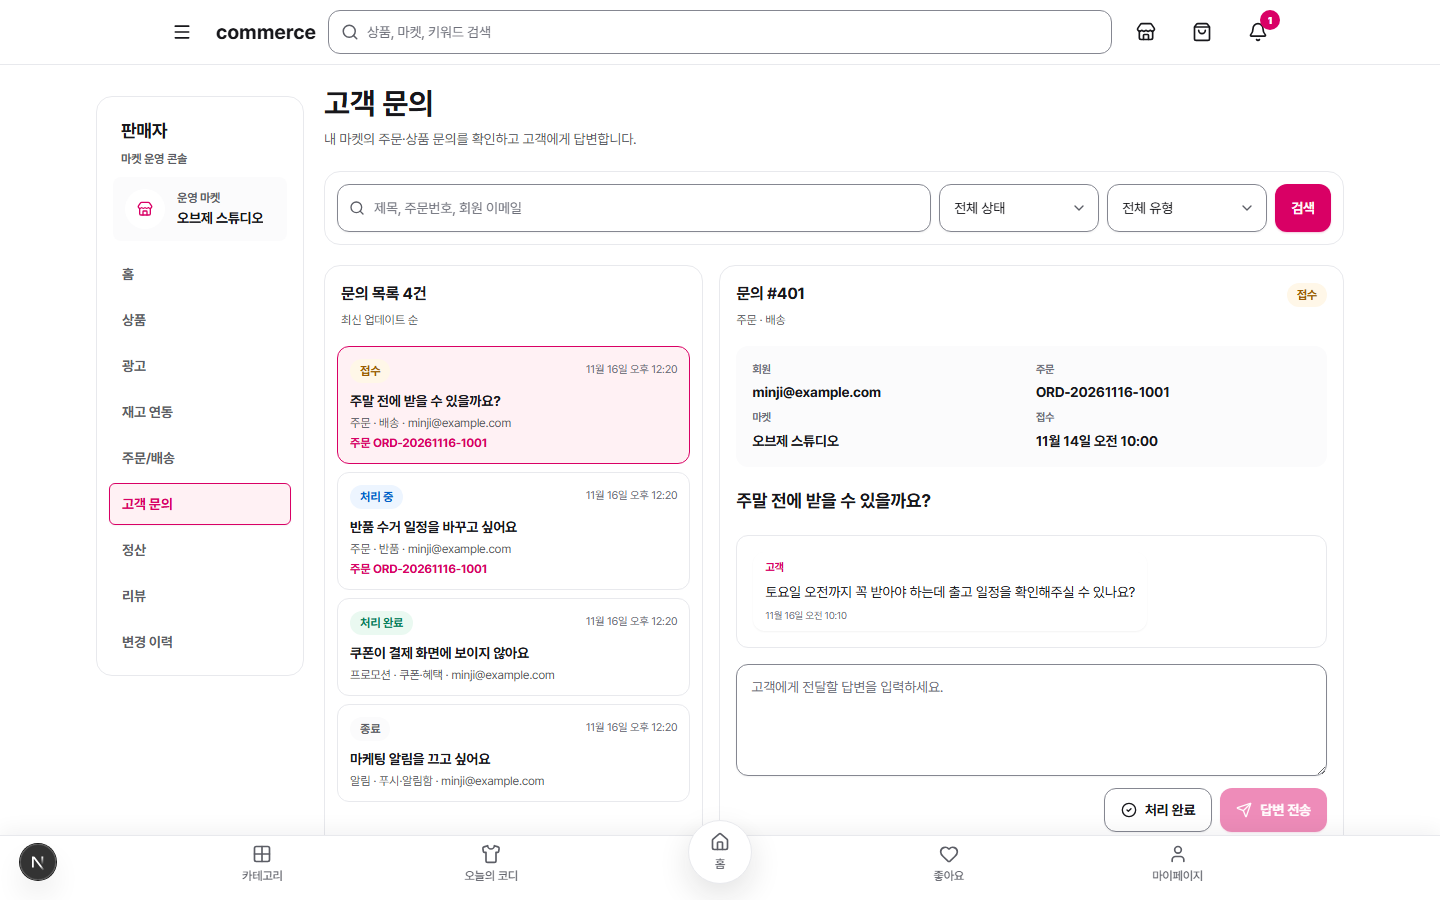 commerce
상품, 마켓, 키워드 검색
1
판매자
마켓 운영 콘솔
운영 마켓
오브제 스튜디오
홈
상품
광고
재고 연동
주문/배송
고객 문의
정산
리뷰
변경 이력
고객 문의
내 마켓의 주문·상품 문의를 확인하고 고객에게 답변합니다.
제목, 주문번호, 회원 이메일
전체 상태
전체 유형
검색
문의 목록 4건
최신 업데이트 순
접수
11월 16일 오후 12:20
주말 전에 받을 수 있을까요?
주문 · 배송 · minji@example.com
주문 ORD-20261116-1001
처리 중
11월 16일 오후 12:20
반품 수거 일정을 바꾸고 싶어요
주문 · 반품 · minji@example.com
주문 ORD-20261116-1001
처리 완료
11월 16일 오후 12:20
쿠폰이 결제 화면에 보이지 않아요
프로모션 · 쿠폰·혜택 · minji@example.com
종료
11월 16일 오후 12:20
마케팅 알림을 끄고 싶어요
알림 · 푸시·알림함 · minji@example.com
문의 #401
접수
주문 · 배송
회원
minji@example.com
주문
ORD-20261116-1001
마켓
오브제 스튜디오
접수
11월 14일 오전 10:00
주말 전에 받을 수 있을까요?
고객
토요일 오전까지 꼭 받아야 하는데 출고 일정을 확인해주실 수 있나요?
11월 16일 오전 10:10
고객에게 전달할 답변을 입력하세요.
처리 완료
답변 전송
N
카테고리
오늘의 코디
홈
좋아요
마이페이지